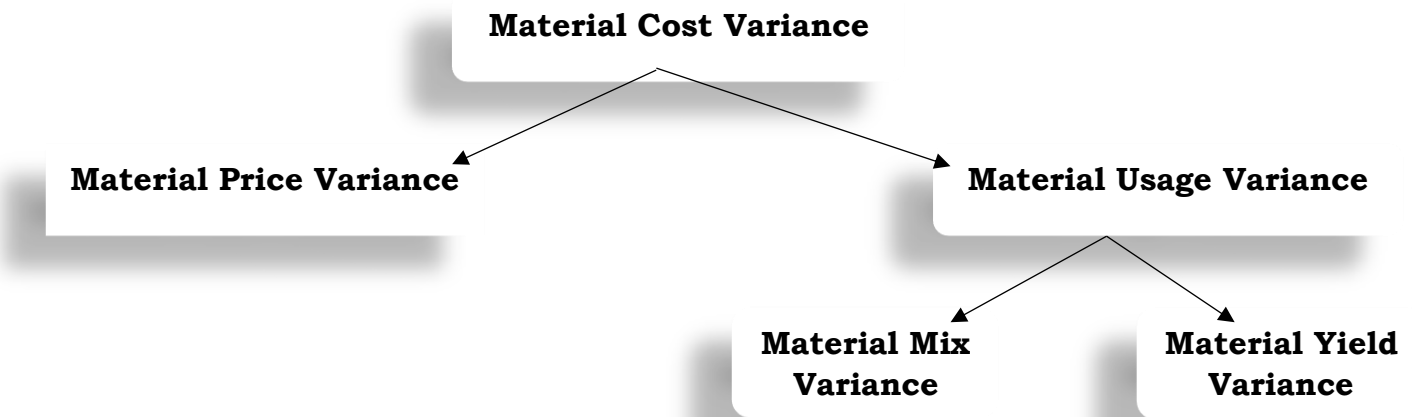 Material Cost Variance
Material Price Variance
Material Usage Variance
Material Mix
Variance
Material Yield
Variance